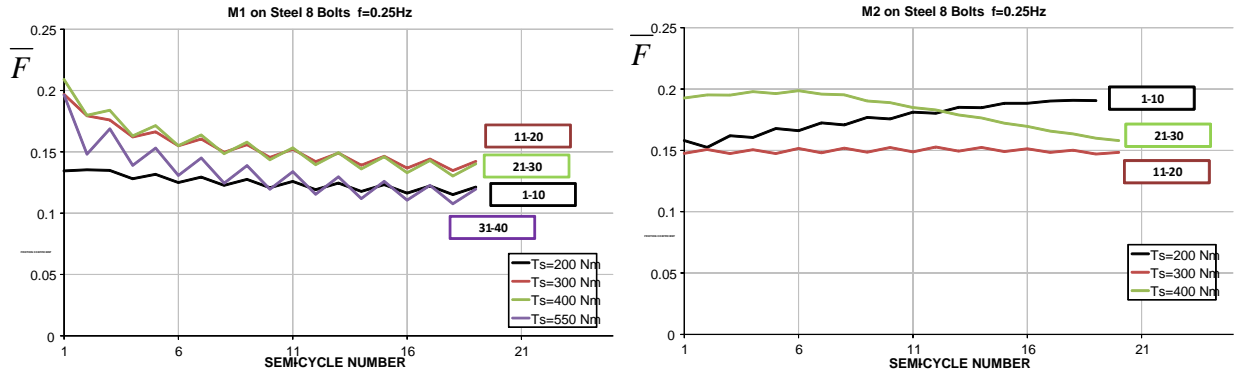 M1 on Steel 8 Bolts f=0.25Hz
F
0.25
0.2
0.15
0.1
0.05
0
1
6
11
16
21
SEMI-CYCLE NUMBER
11-20
21-30
1-10
31-40
Ts=200 Nm
Ts=300 Nm
Ts=400 Nm
Ts=550 Nm
M2 on Steel 8 Bolts f=0.25Hz
F
0.25
0.2
0.15
0.1
0.05
0
1
6
11
16
21
SEMI-CYCLE NUMBER
1-10
21-30
11-20
Ts=200 Nm
Ts=300 Nm
Ts=400 Nm